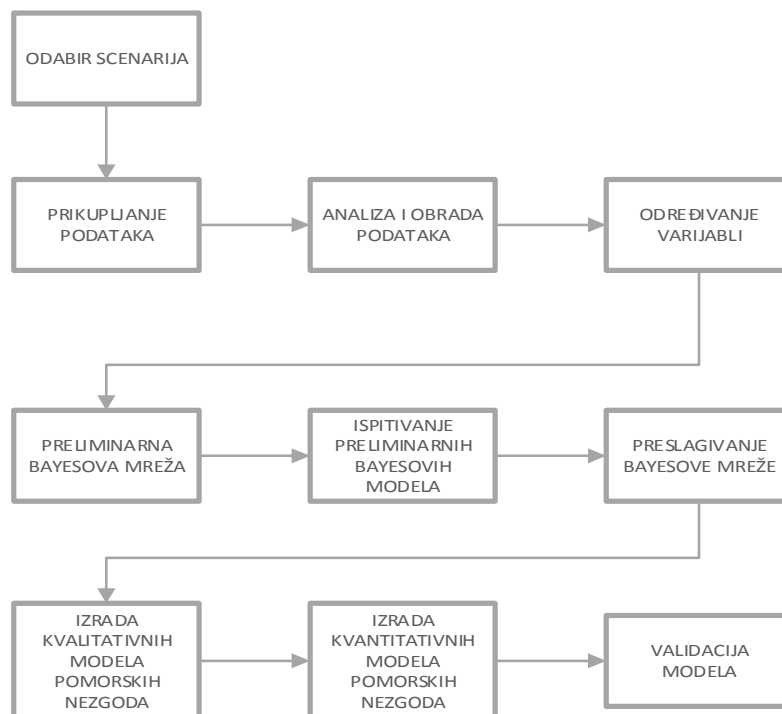 ODABIR SCENARIJA
PRIKUPLJANJE
PODATAKA
ANALIZA I OBRADA
PODATAKA
ODREĐIVANJE
VARIJABLI
PRELIMINARNA
BAYESOVA MREŽA
ISPITIVANJE
PRELIMINARNIH
BAYESOVIH
MODELA
PRESLAGIVANJE
BAYESOVE MREŽE
IZRADA
KVALITATIVNIH
MODELA
POMORSKIH
NEZGODA
IZRADA
KVANTITATIVNIH
MODELA
POMORSKIH
NEZGODA
VALIDACIJA
MODELA